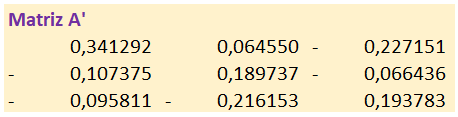 Matriz A'
0,341292 0,064550 - 0,227151
- 0,107375 0,189737 - 0,066436
- 0,095811 - 0,216153 0,193783